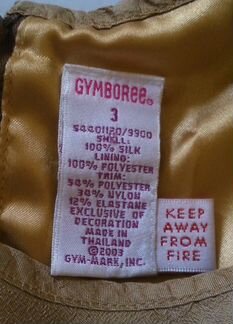 GYMBOREE®
3
54401120/9900
SHELL:
100% SILK
LINING:
100% POLYESTER
TRIM:
54% POLYESTER
34% NYLON
12% ELASTANE
EXCLUSIVE OF
DECORATION
MADE IN
THAILAND
©2003
GYM-MARK, INC.
KEEP
AWAY
FROM
FIRE